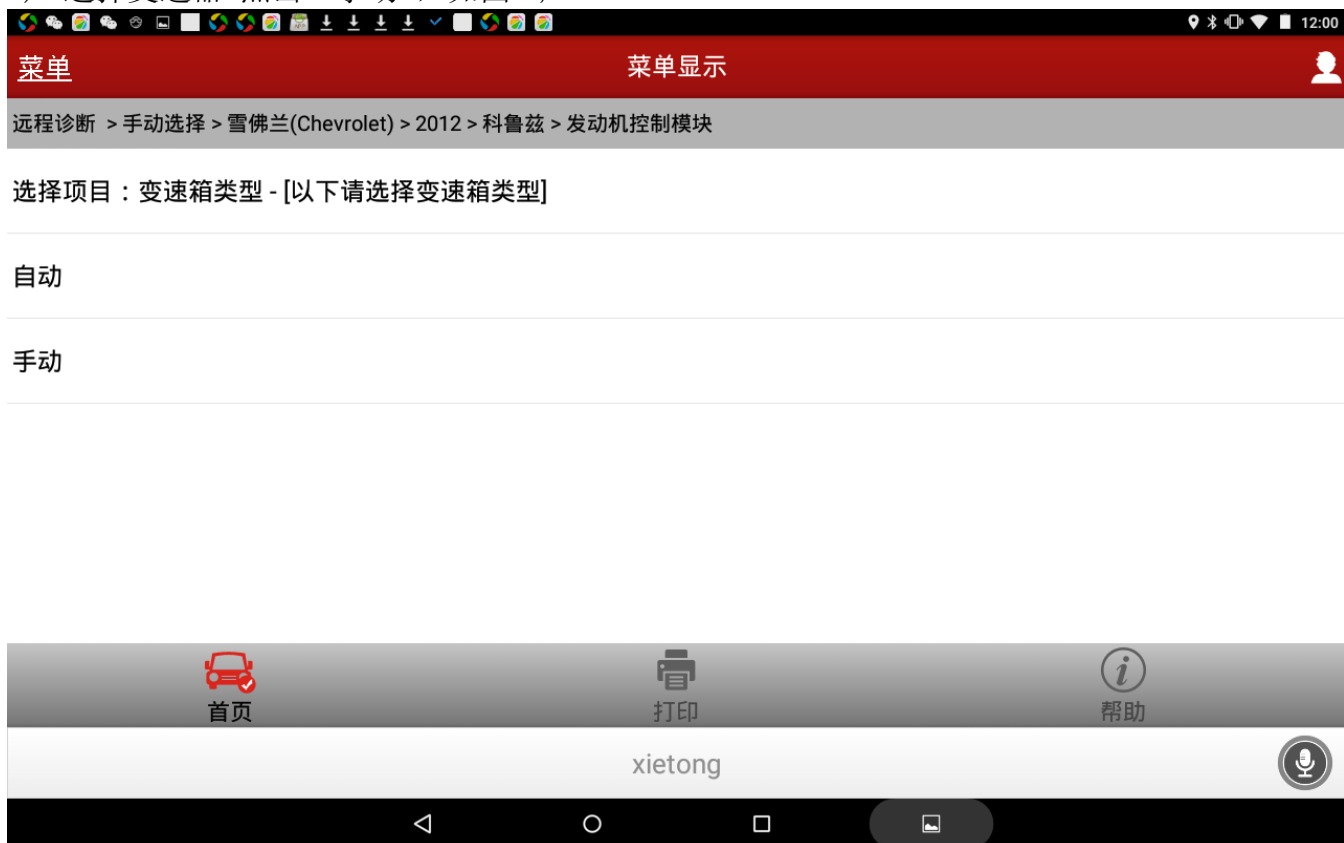 12:00
菜单 菜单显示
远程诊断 > 手动选择 > 雪佛兰(Chevrolet) > 2012 > 科鲁兹 > 发动机控制模块
选择项目：变速箱类型 - [以下请选择变速箱类型]
自动
手动
首页 打印 帮助
xietong